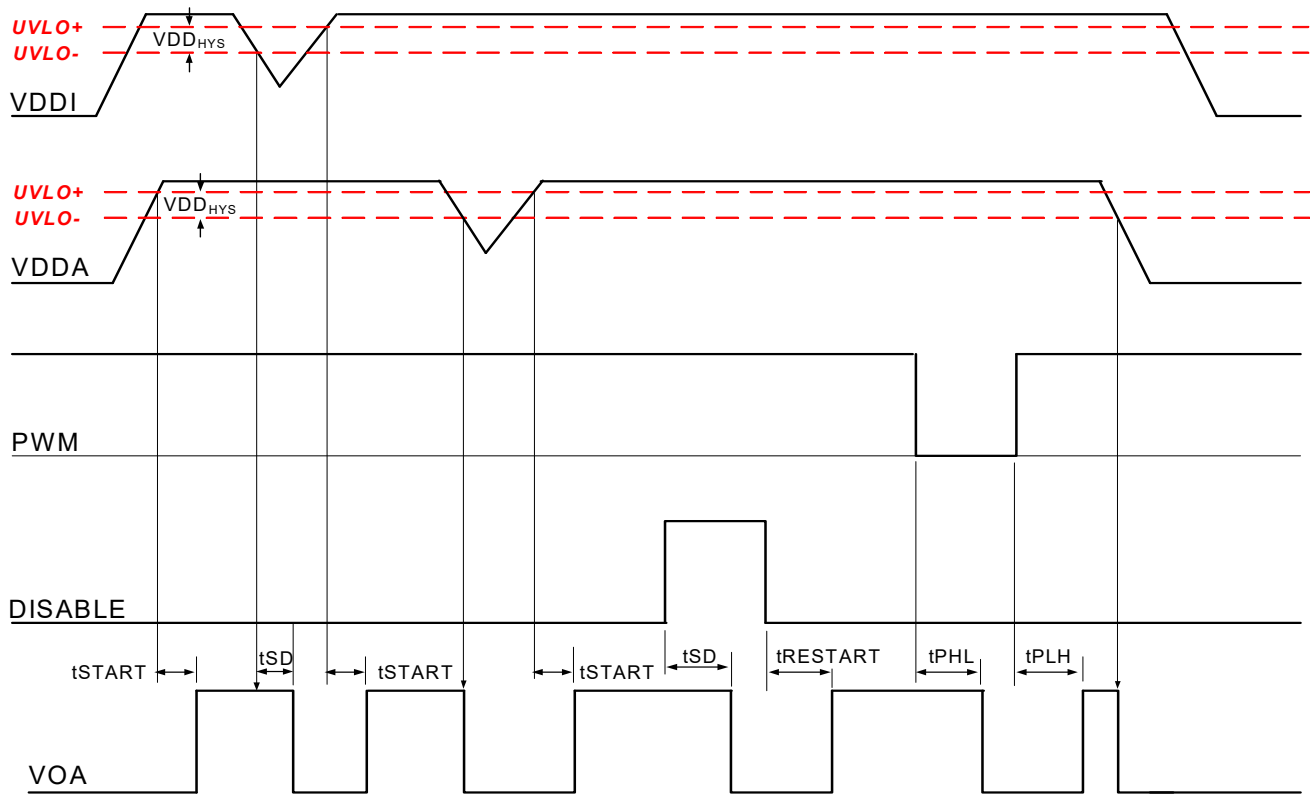 UVLO+
VDDHYS
UVLO-
VDDI
UVLO+
VDDHYS
UVLO-
VDDA
PWM
DISABLE
tSTART
tSD
tSTART
tSTART
tSD
tRESTART
tPHL
tPLH
VOA